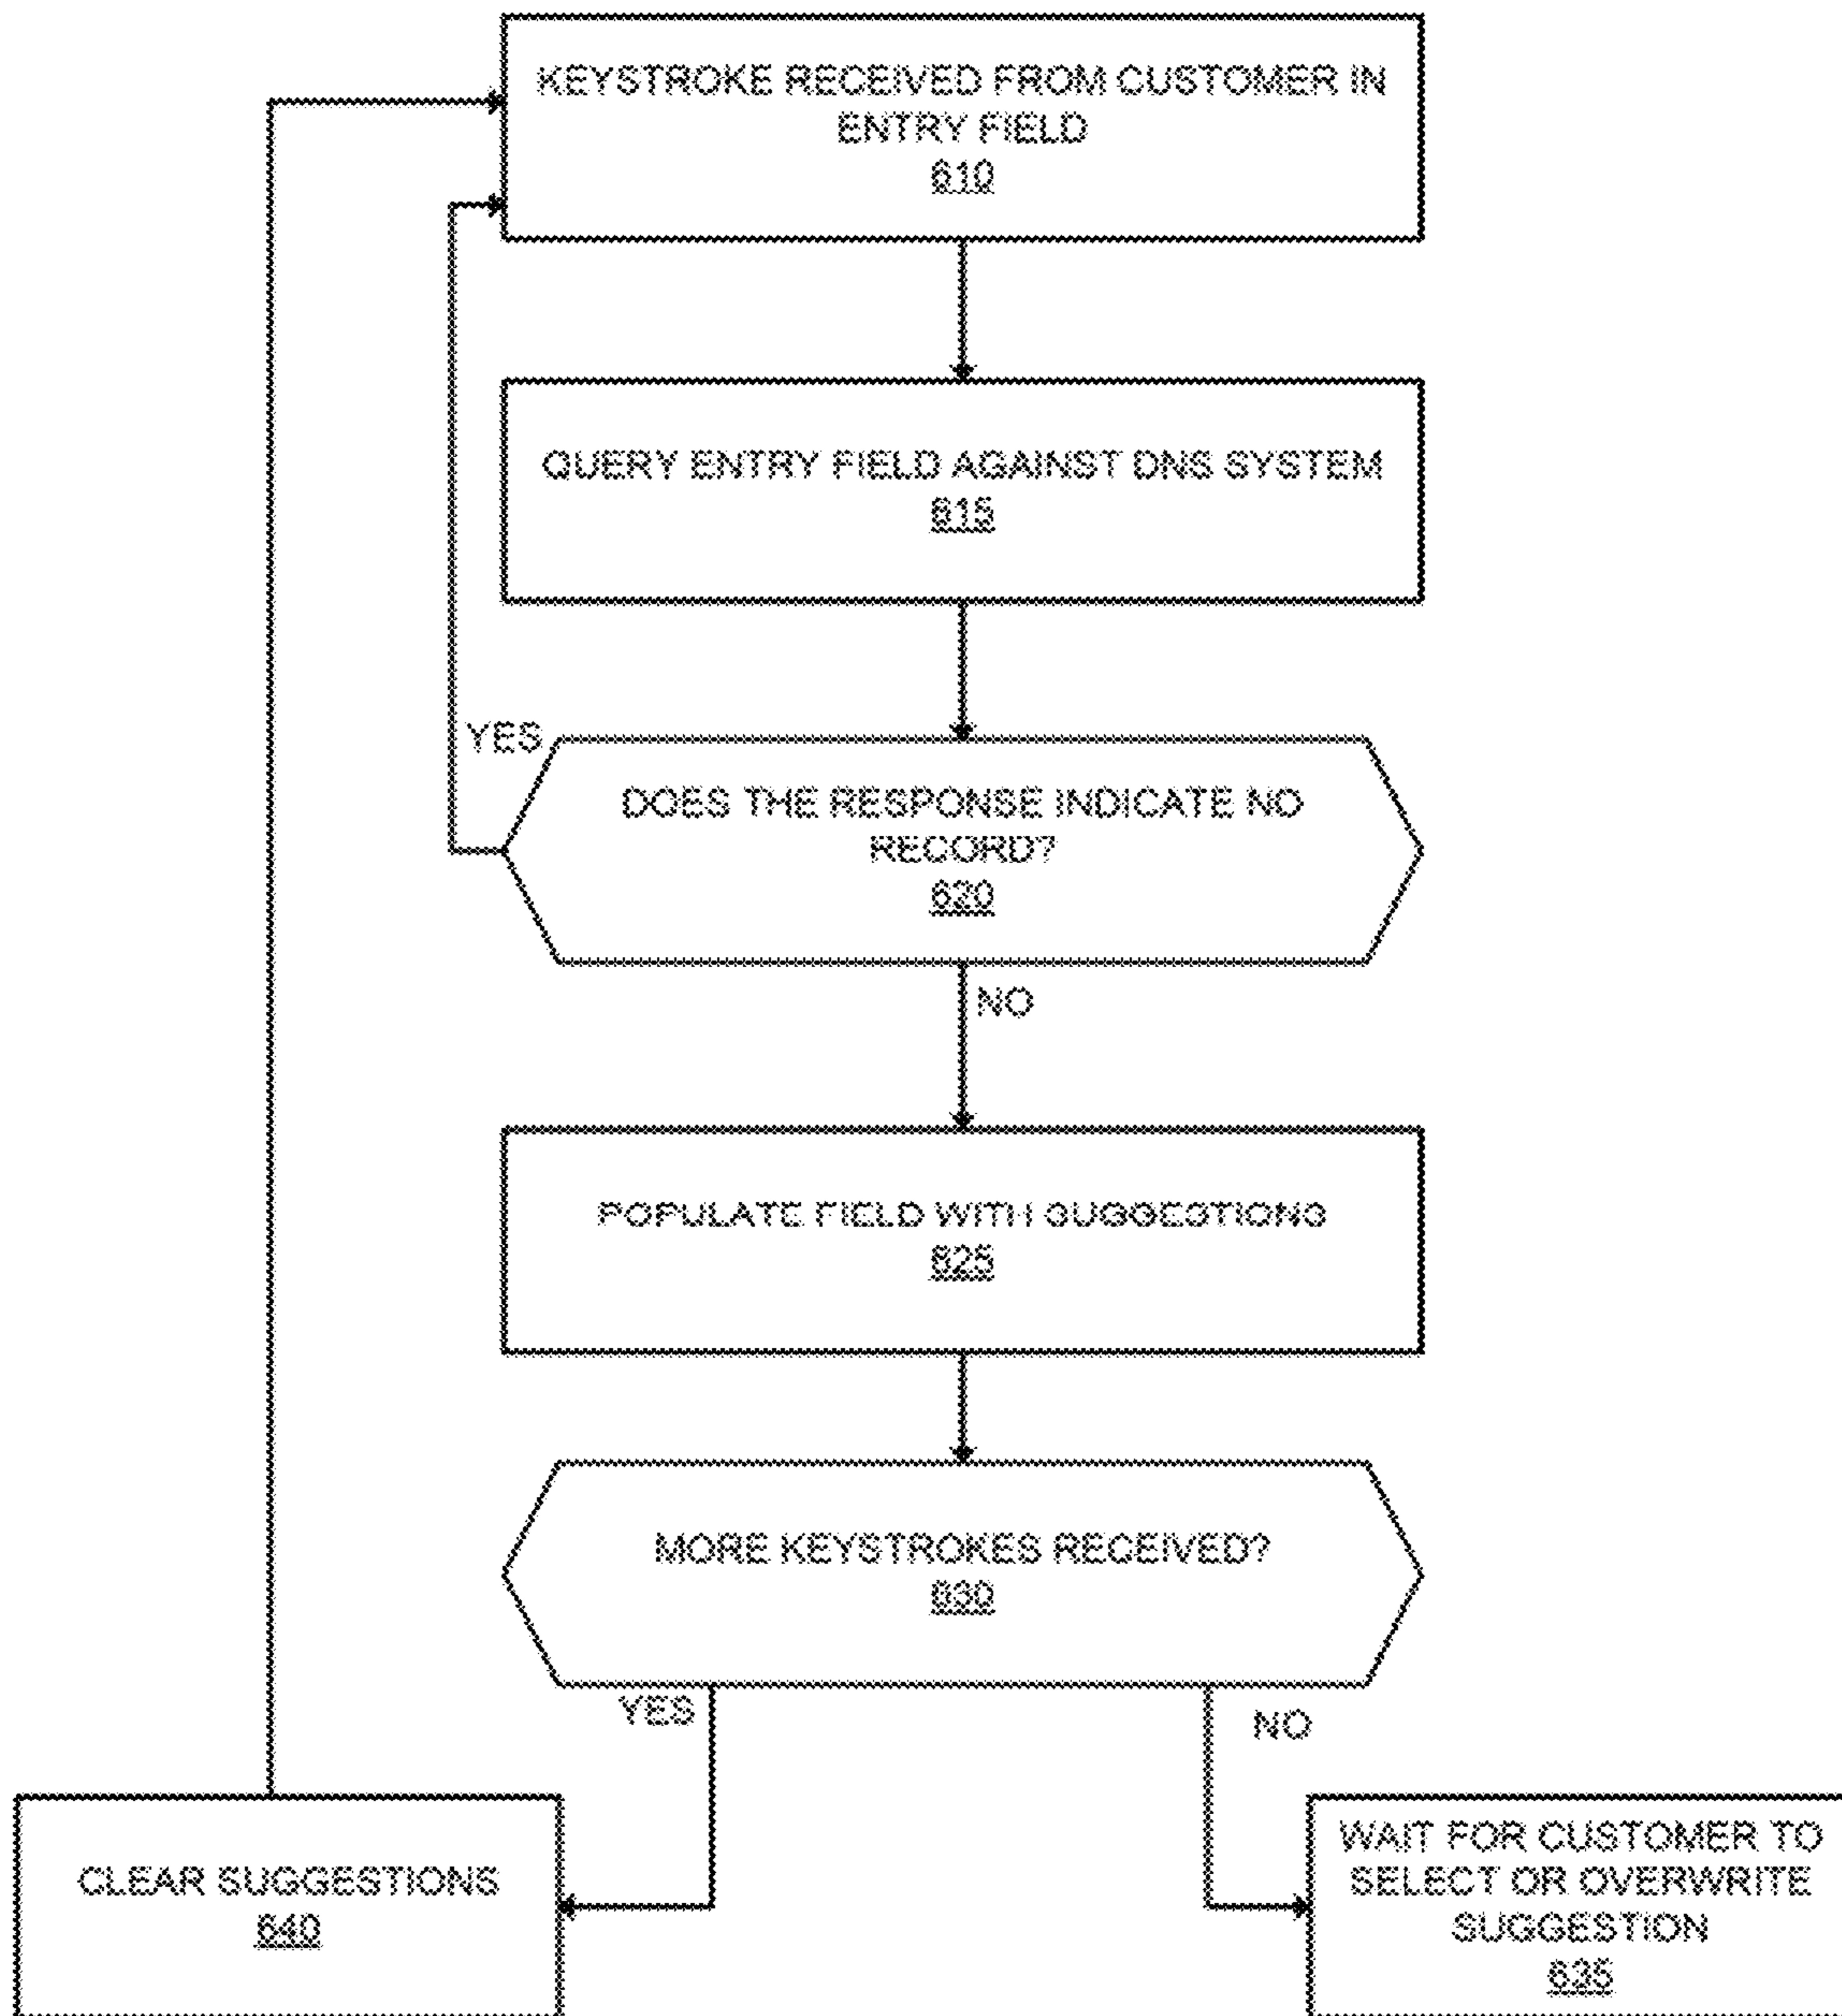 KEYSTROKE RECEIVED FROM CUSTOMER IN
ENTRY FIELD
610
QUERY ENTRY FIELD AGAINST DNS SYSTEM
615
YES
DOES THE RESPONSE INDICATE NO
RECORD?
620
NO
POPULATE FIELD WITH SUGGESTIONS
625
MORE KEYSTROKES RECEIVED?
630
YES
NO
CLEAR SUGGESTIONS
640
WAIT FOR CUSTOMER TO
SELECT OR OVERWRITE
SUGGESTION
635